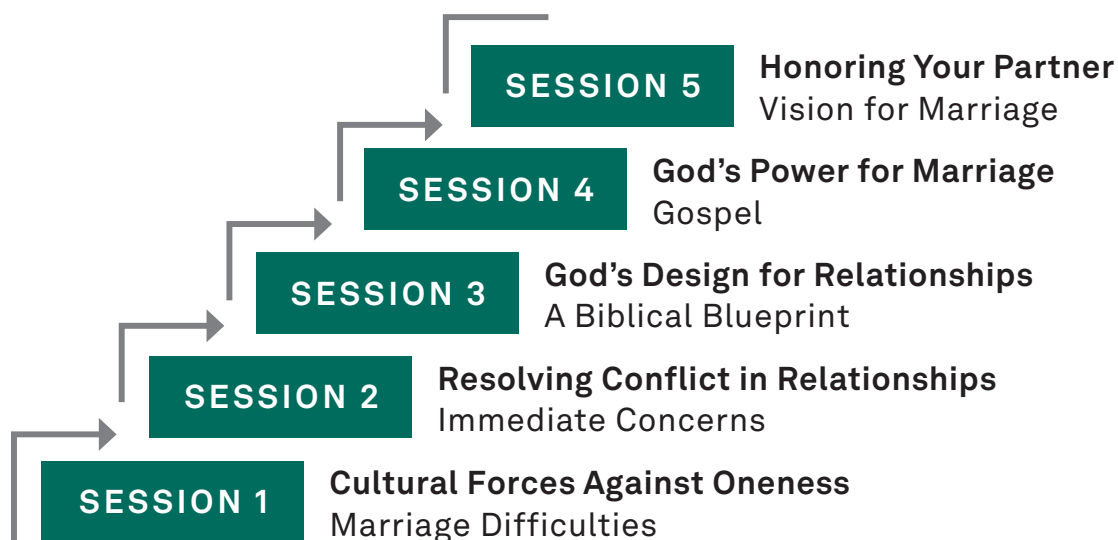 SESSION 5
Honoring Your Partner
Vision for Marriage
SESSION 4
God’s Power for Marriage
Gospel
SESSION 3
God’s Design for Relationships
A Biblical Blueprint
SESSION 2
Resolving Conflict in Relationships
Immediate Concerns
SESSION 1
Cultural Forces Against Oneness
Marriage Difficulties